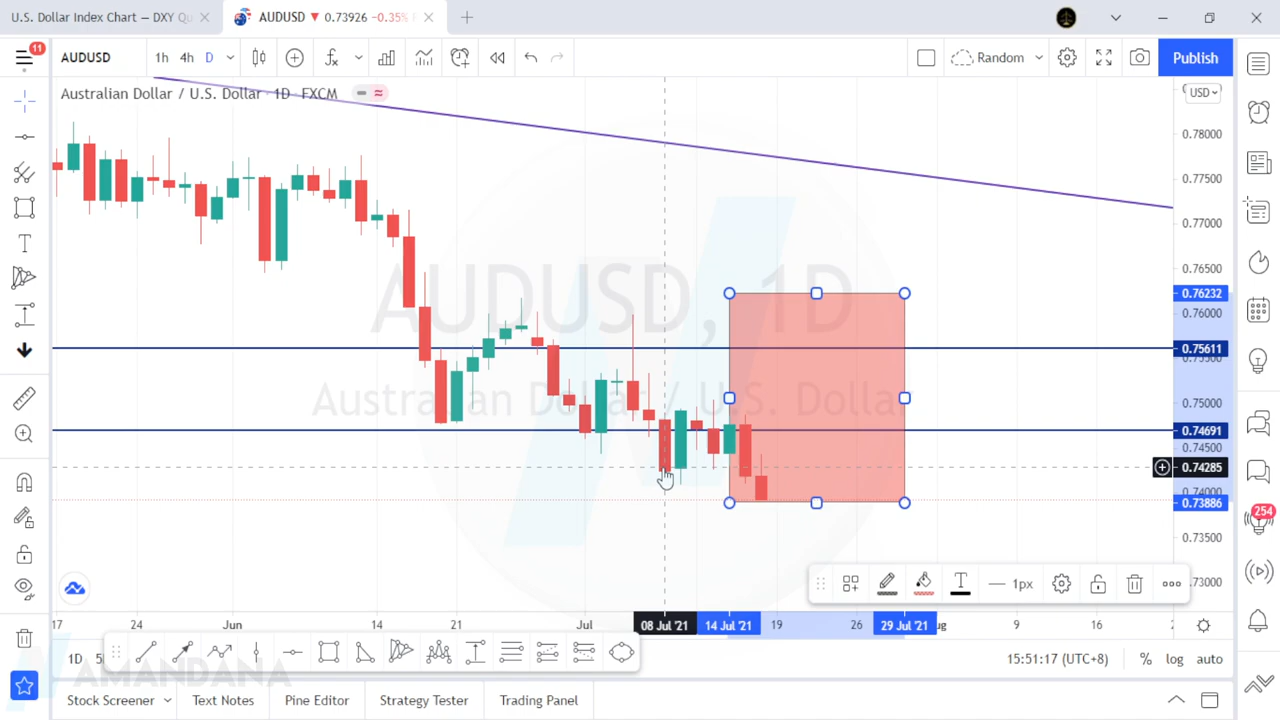 U.S. Dollar Index Chart — DXY Qu
AUDUSD ▼ 0.73926 −0.35%
11
AUDUSD
1h 4h D
Random
Publish
Australian Dollar / U.S. Dollar · 1D · FXCM
USD
0.78000
0.77500
0.77000
0.76500
0.76232
0.76000
0.75611
0.75500
0.75000
0.74691
0.74500
0.74285
0.74000
0.73886
0.73500
0.73000
AUDUSD, 1D
Australian Dollar / U.S. Dollar
254
1px
17 24 Jun 14 21 Jul 08 Jul '21 14 Jul '21 19 26 29 Jul '21 ug 9 16
1D
15:51:17 (UTC+8) % log auto
AMANDANA
Stock Screener Text Notes Pine Editor Strategy Tester Trading Panel